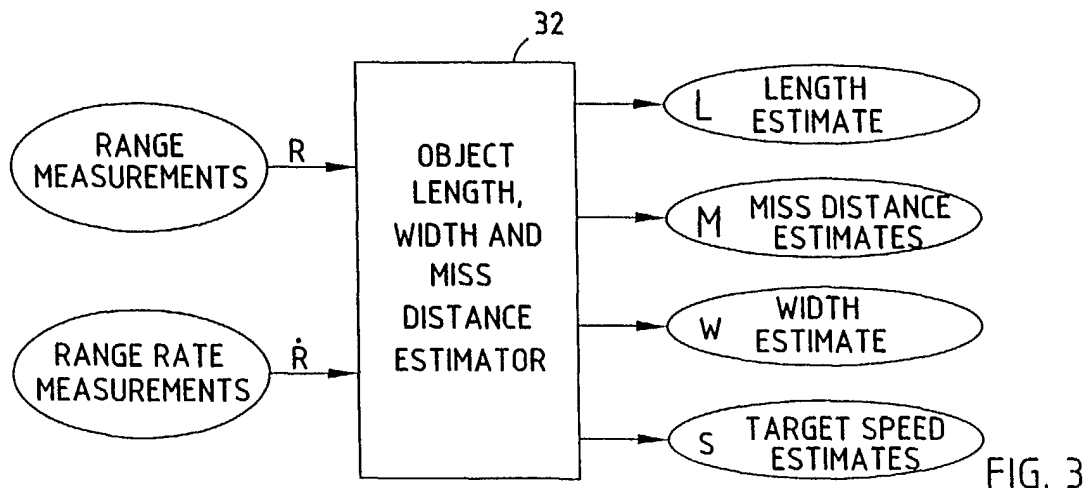 32
RANGE
MEASUREMENTS
R
RANGE RATE
MEASUREMENTS
Ṙ
OBJECT
LENGTH,
WIDTH AND
MISS
DISTANCE
ESTIMATOR
L LENGTH
ESTIMATE
M MISS DISTANCE
ESTIMATES
W WIDTH
ESTIMATE
S TARGET SPEED
ESTIMATES
FIG. 3